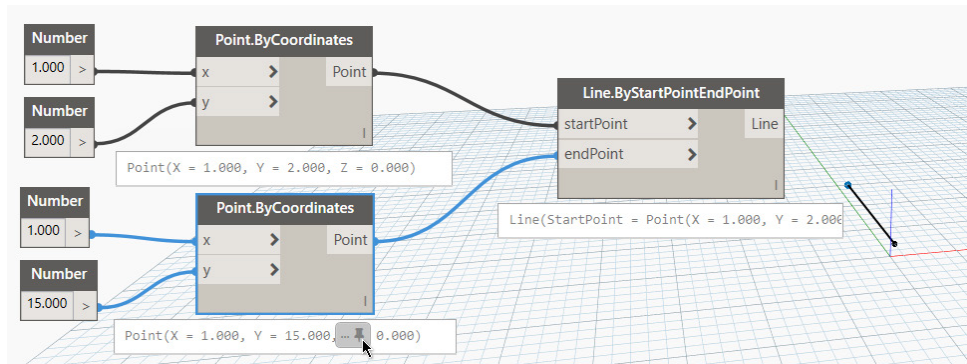 Number
1.000 >
Number
2.000 >
Point.ByCoordinates
x > Point
y >
l
Point(X = 1.000, Y = 2.000, Z = 0.000)
Number
1.000 >
Number
15.000 >
Point.ByCoordinates
x > Point
y >
l
Point(X = 1.000, Y = 15.000, ... 0.000)
Line.ByStartPointEndPoint
startPoint > Line
endPoint >
l
Line(StartPoint = Point(X = 1.000, Y = 2.000